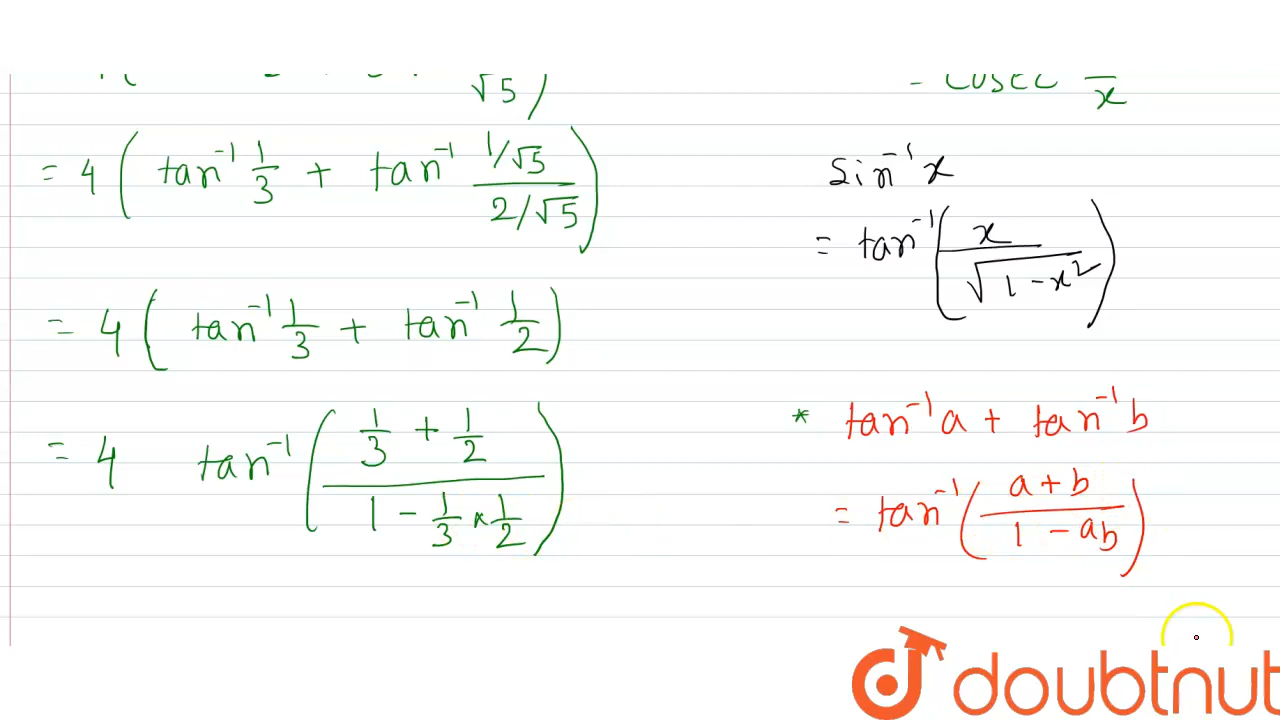 √5 )
= 4 ( tan⁻¹ 1/3 + tan⁻¹ (1/√5)/(2/√5) )
= 4 ( tan⁻¹ 1/3 + tan⁻¹ 1/2 )
= 4 tan⁻¹ ( (1/3 + 1/2)/(1 − 1/3 × 1/2) )
x
sin⁻¹ x
= tan⁻¹ ( x/√(1−x²) )
* tan⁻¹ a + tan⁻¹ b
= tan⁻¹ ( (a+b)/(1−ab) )
doubtnut